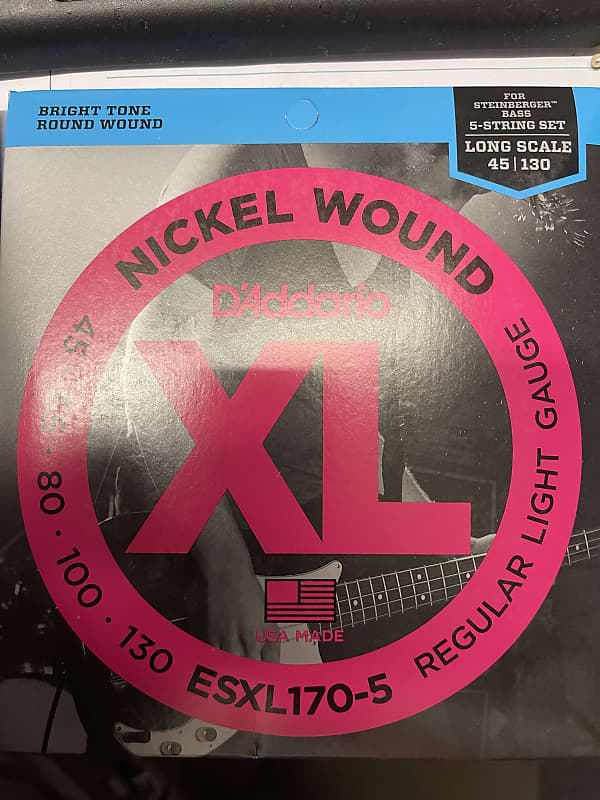 BRIGHT TONE
ROUND WOUND
FOR
STEINBERGER™
BASS
5-STRING SET
LONG SCALE
45 | 130
NICKEL WOUND
D'Addario
XL
USA MADE
45
· 80 · 100 · 130
ESXL170-5
REGULAR LIGHT GAUGE